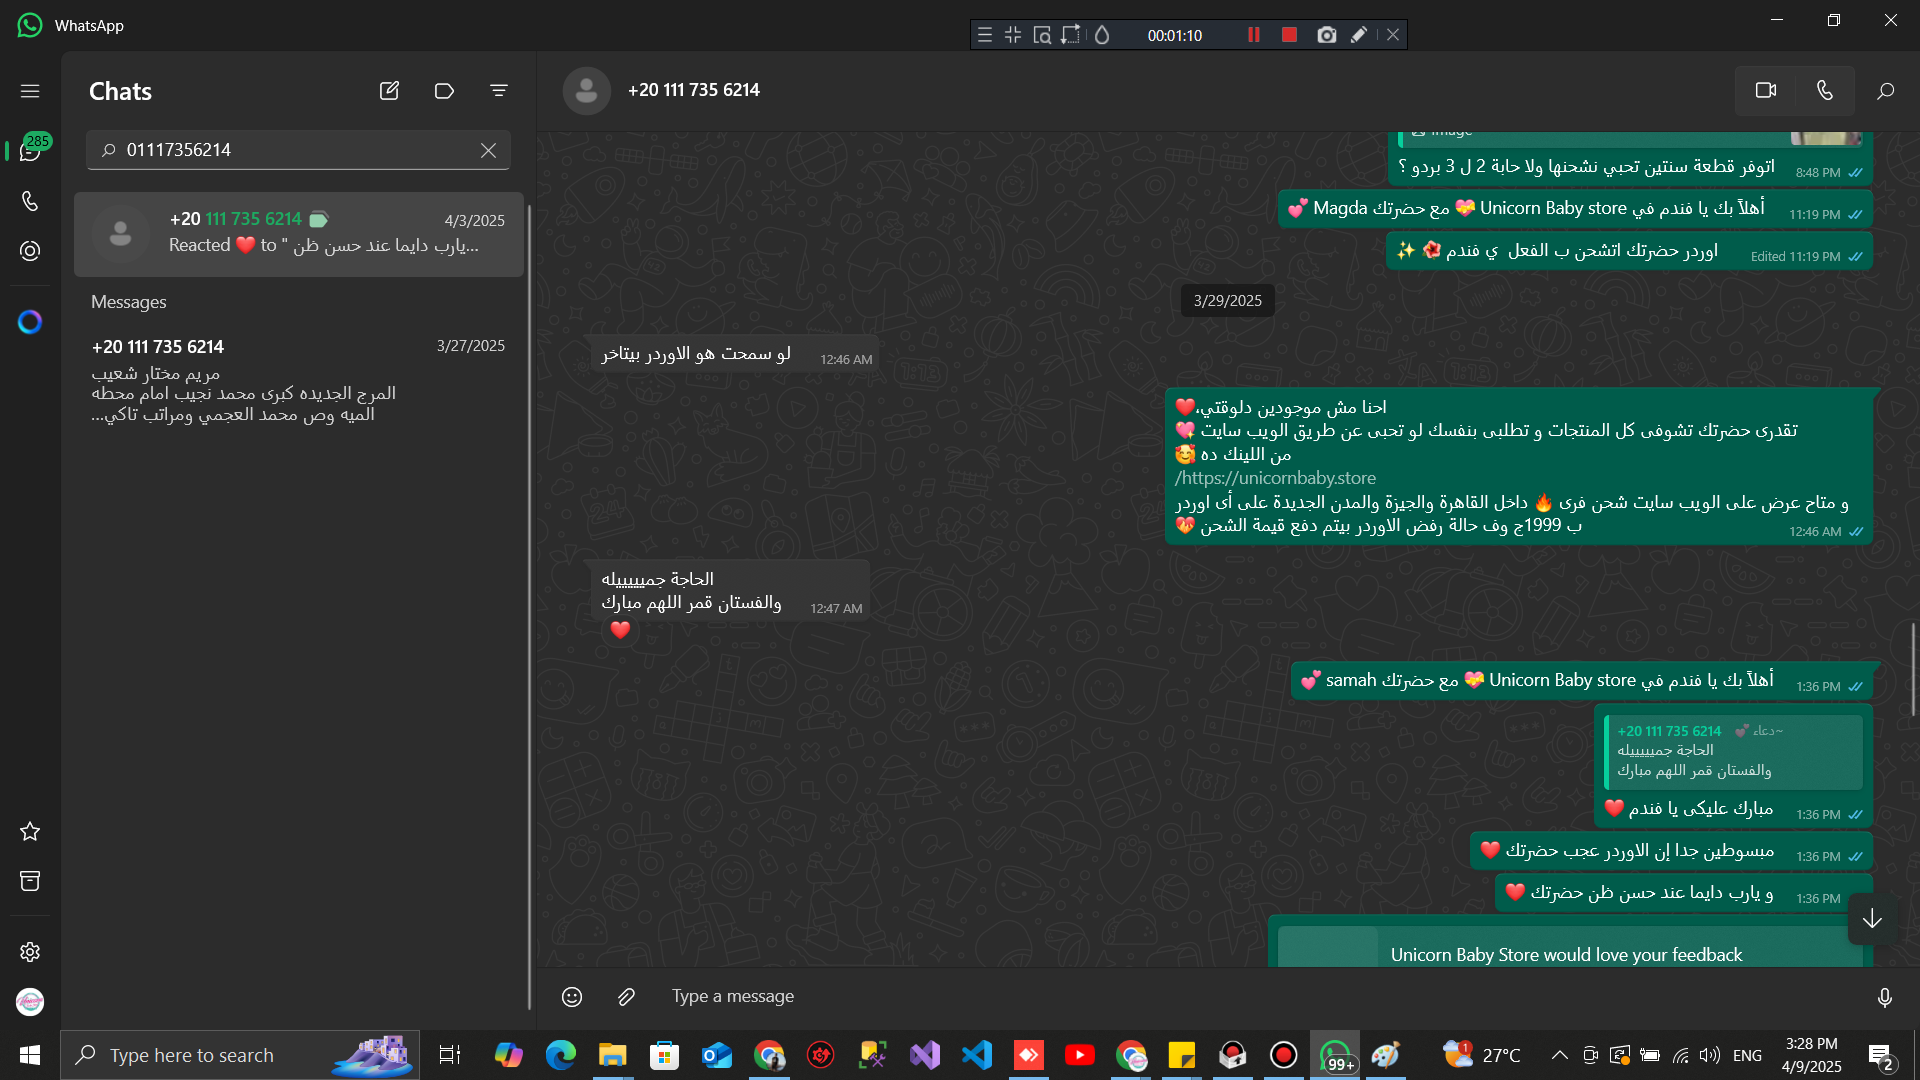 WhatsApp
00:01:10
Chats
285
01117356214
+20 111 735 6214
4/3/2025
Reacted ❤️ to " يارب دايما عند حسن ظن...
Messages
+20 111 735 6214
3/27/2025
مريم مختار شعيب
المرج الجديده كبرى محمد نجيب امام محطه
الميه وص محمد العجمي ومراتب تاكي...
+20 111 735 6214
Image
اتوفر قطعة سنتين تحبي نشحنها ولا حابة 2 ل 3 بردو ؟
8:48 PM
أهلاً بك يا فندم في Unicorn Baby store 💝 مع حضرتك Magda 💕
11:19 PM
اوردر حضرتك اتشحن ب الفعل ي فندم 🌺 ✨
Edited 11:19 PM
3/29/2025
لو سمحت هو الاوردر بيتاخر
12:46 AM
احنا مش موجودين دلوقتي،❤️
تقدرى حضرتك تشوفى كل المنتجات و تطلبى بنفسك لو تحبى عن طريق الويب سايت 💖
من اللينك ده 🥰
https://unicornbaby.store/
و متاح عرض على الويب سايت شحن فرى 🔥 داخل القاهرة والجيزة والمدن الجديدة على أى اوردر
ب 1999ج وف حالة رفض الاوردر بيتم دفع قيمة الشحن 💝
12:46 AM
الحاجة جميييييله
والفستان قمر اللهم مبارك
12:47 AM
❤️
أهلاً بك يا فندم في Unicorn Baby store 💝 مع حضرتك samah 💕
1:36 PM
+20 111 735 6214 ~دعاء 💕
الحاجة جميييييله
والفستان قمر اللهم مبارك
مبارك عليكى يا فندم ❤️
1:36 PM
مبسوطين جدا إن الاوردر عجب حضرتك ❤️
1:36 PM
و يارب دايما عند حسن ظن حضرتك ❤️
1:36 PM
Unicorn Baby Store would love your feedback
Type a message
Type here to search
99+
1
27°C
ENG
3:28 PM
4/9/2025
2